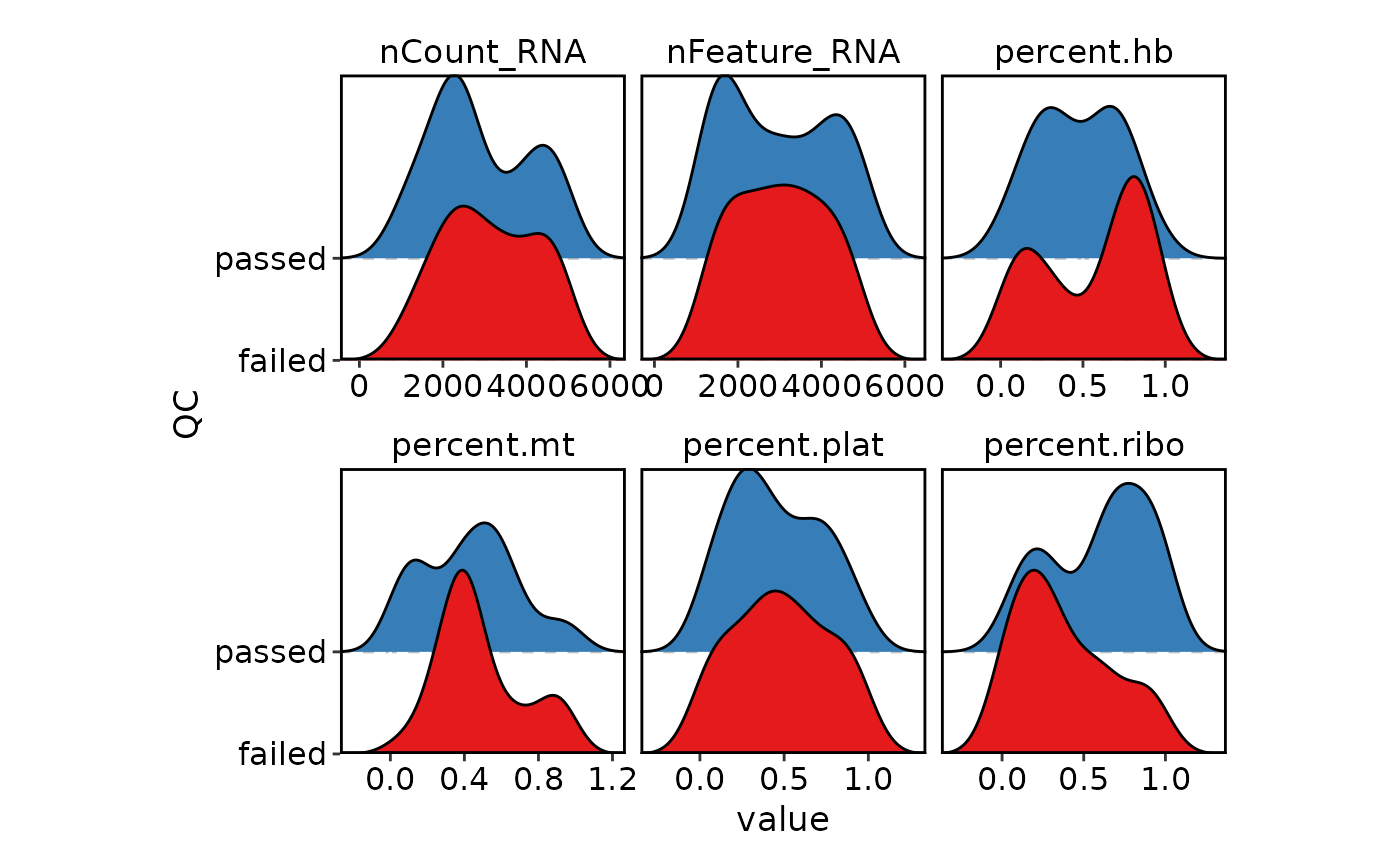 nCount_RNA nFeature_RNA percent.hb
passed
failed
0 2000 4000 6000 0 2000 4000 6000 0.0 0.5 1.0
QC
percent.mt percent.plat percent.ribo
passed
failed
0.0 0.4 0.8 1.2 0.0 0.5 1.0 0.0 0.5 1.0
value